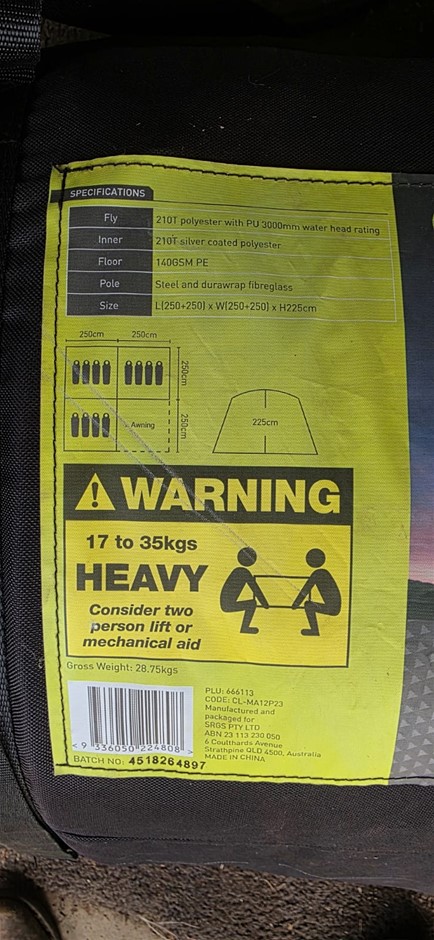 SPECIFICATIONS
Fly 210T polyester with PU 3000mm water head rating
Inner 210T silver coated polyester
Floor 140GSM PE
Pole Steel and durawrap fibreglass
Size L(250+250) x W(250+250) x H225cm
250cm 250cm
250cm
250cm
Awning
225cm
WARNING
17 to 35kgs
HEAVY
Consider two
person lift or
mechanical aid
Gross Weight: 28.75kgs
PLU: 666113
CODE: CL-MA12P23
Manufactured and
packaged for
SRGS PTY LTD
ABN 23 113 230 050
6 Coulthards Avenue
Strathpine QLD 4500, Australia
MADE IN CHINA
< 9 336050 224808 >
BATCH NO: 4518264897